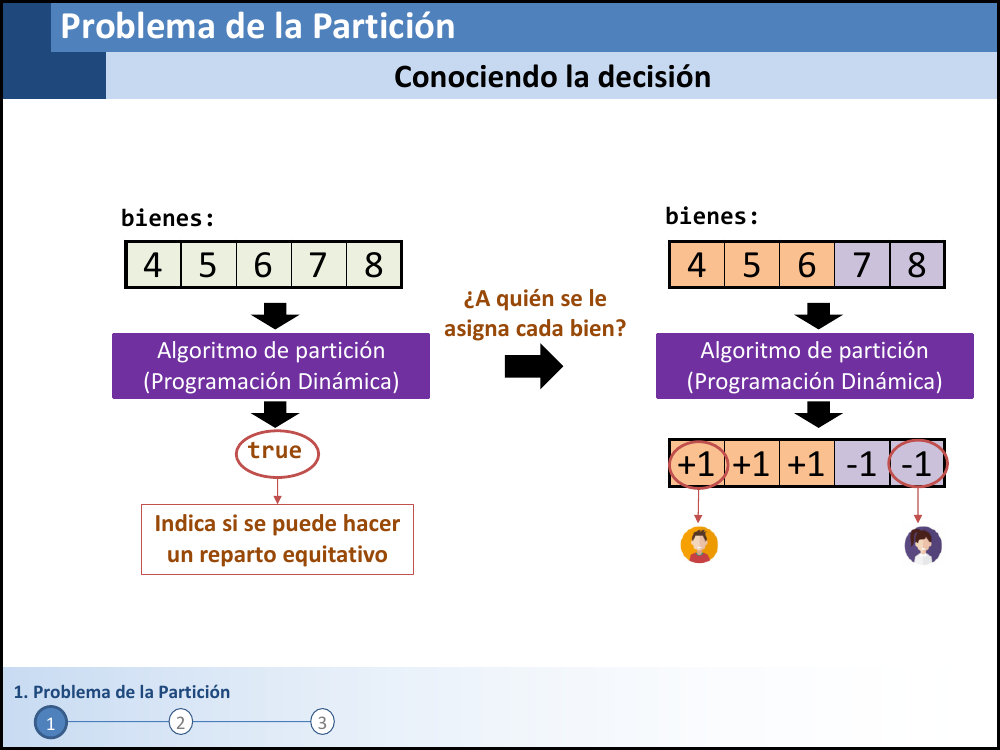 Problema de la Partición
Conociendo la decisión
bienes:
4 5 6 7 8
Algoritmo de partición
(Programación Dinámica)
true
Indica si se puede hacer
un reparto equitativo
¿A quién se le
asigna cada bien?
bienes:
4 5 6 7 8
Algoritmo de partición
(Programación Dinámica)
+1 +1 +1 -1 -1
1. Problema de la Partición
1 2 3